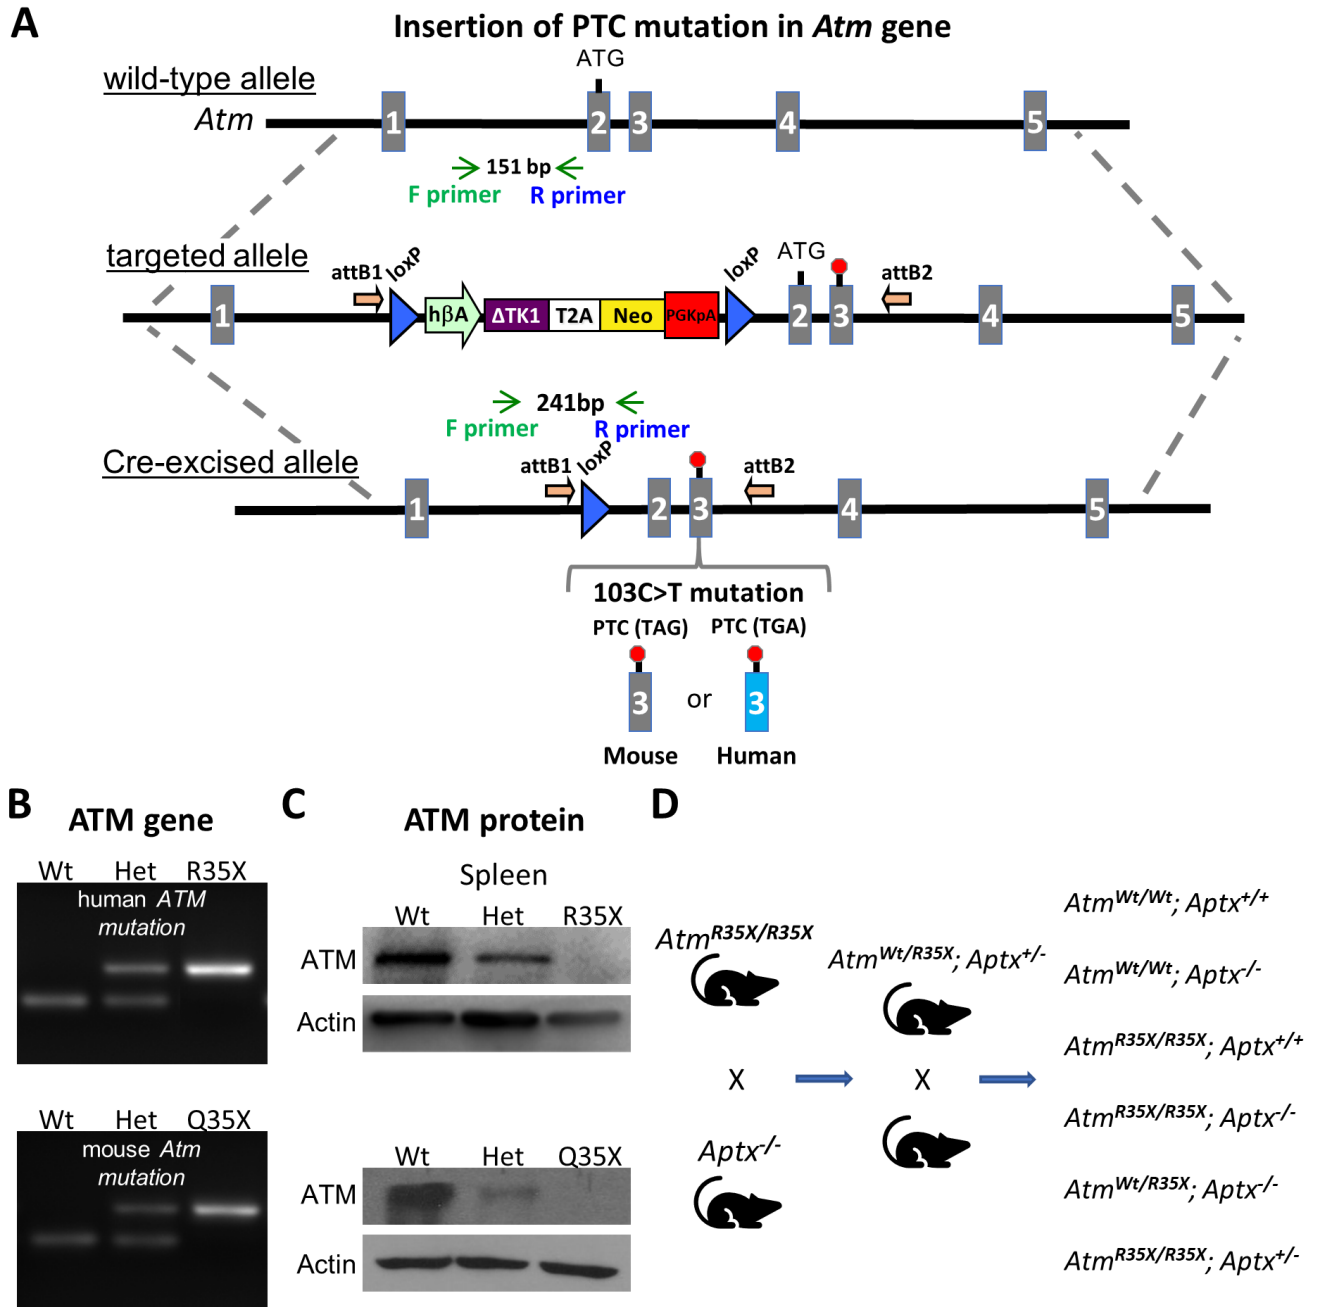 A
Insertion of PTC mutation in Atm gene
ATG
wild-type allele
Atm
1 2 3 4 5
151 bp
F primer R primer
targeted allele
attB1 loxP loxP ATG attB2
1 hβA ΔTK1 T2A Neo PGKpA 2 3 4 5
241bp
F primer R primer
Cre-excised allele
attB1 loxP attB2
1 2 3 4 5
103C>T mutation
PTC (TAG) PTC (TGA)
3 or 3
Mouse Human
B
ATM gene
Wt Het R35X
human ATM
mutation
Wt Het Q35X
mouse Atm
mutation
C
ATM protein
Spleen
Wt Het R35X
ATM
Actin
Wt Het Q35X
ATM
Actin
D
Atm^R35X/R35X
X
Aptx^-/-
Atm^Wt/R35X; Aptx^+/-
X
Atm^Wt/Wt; Aptx^+/+
Atm^Wt/Wt; Aptx^-/-
Atm^R35X/R35X; Aptx^+/+
Atm^R35X/R35X; Aptx^-/-
Atm^Wt/R35X; Aptx^-/-
Atm^R35X/R35X; Aptx^+/-